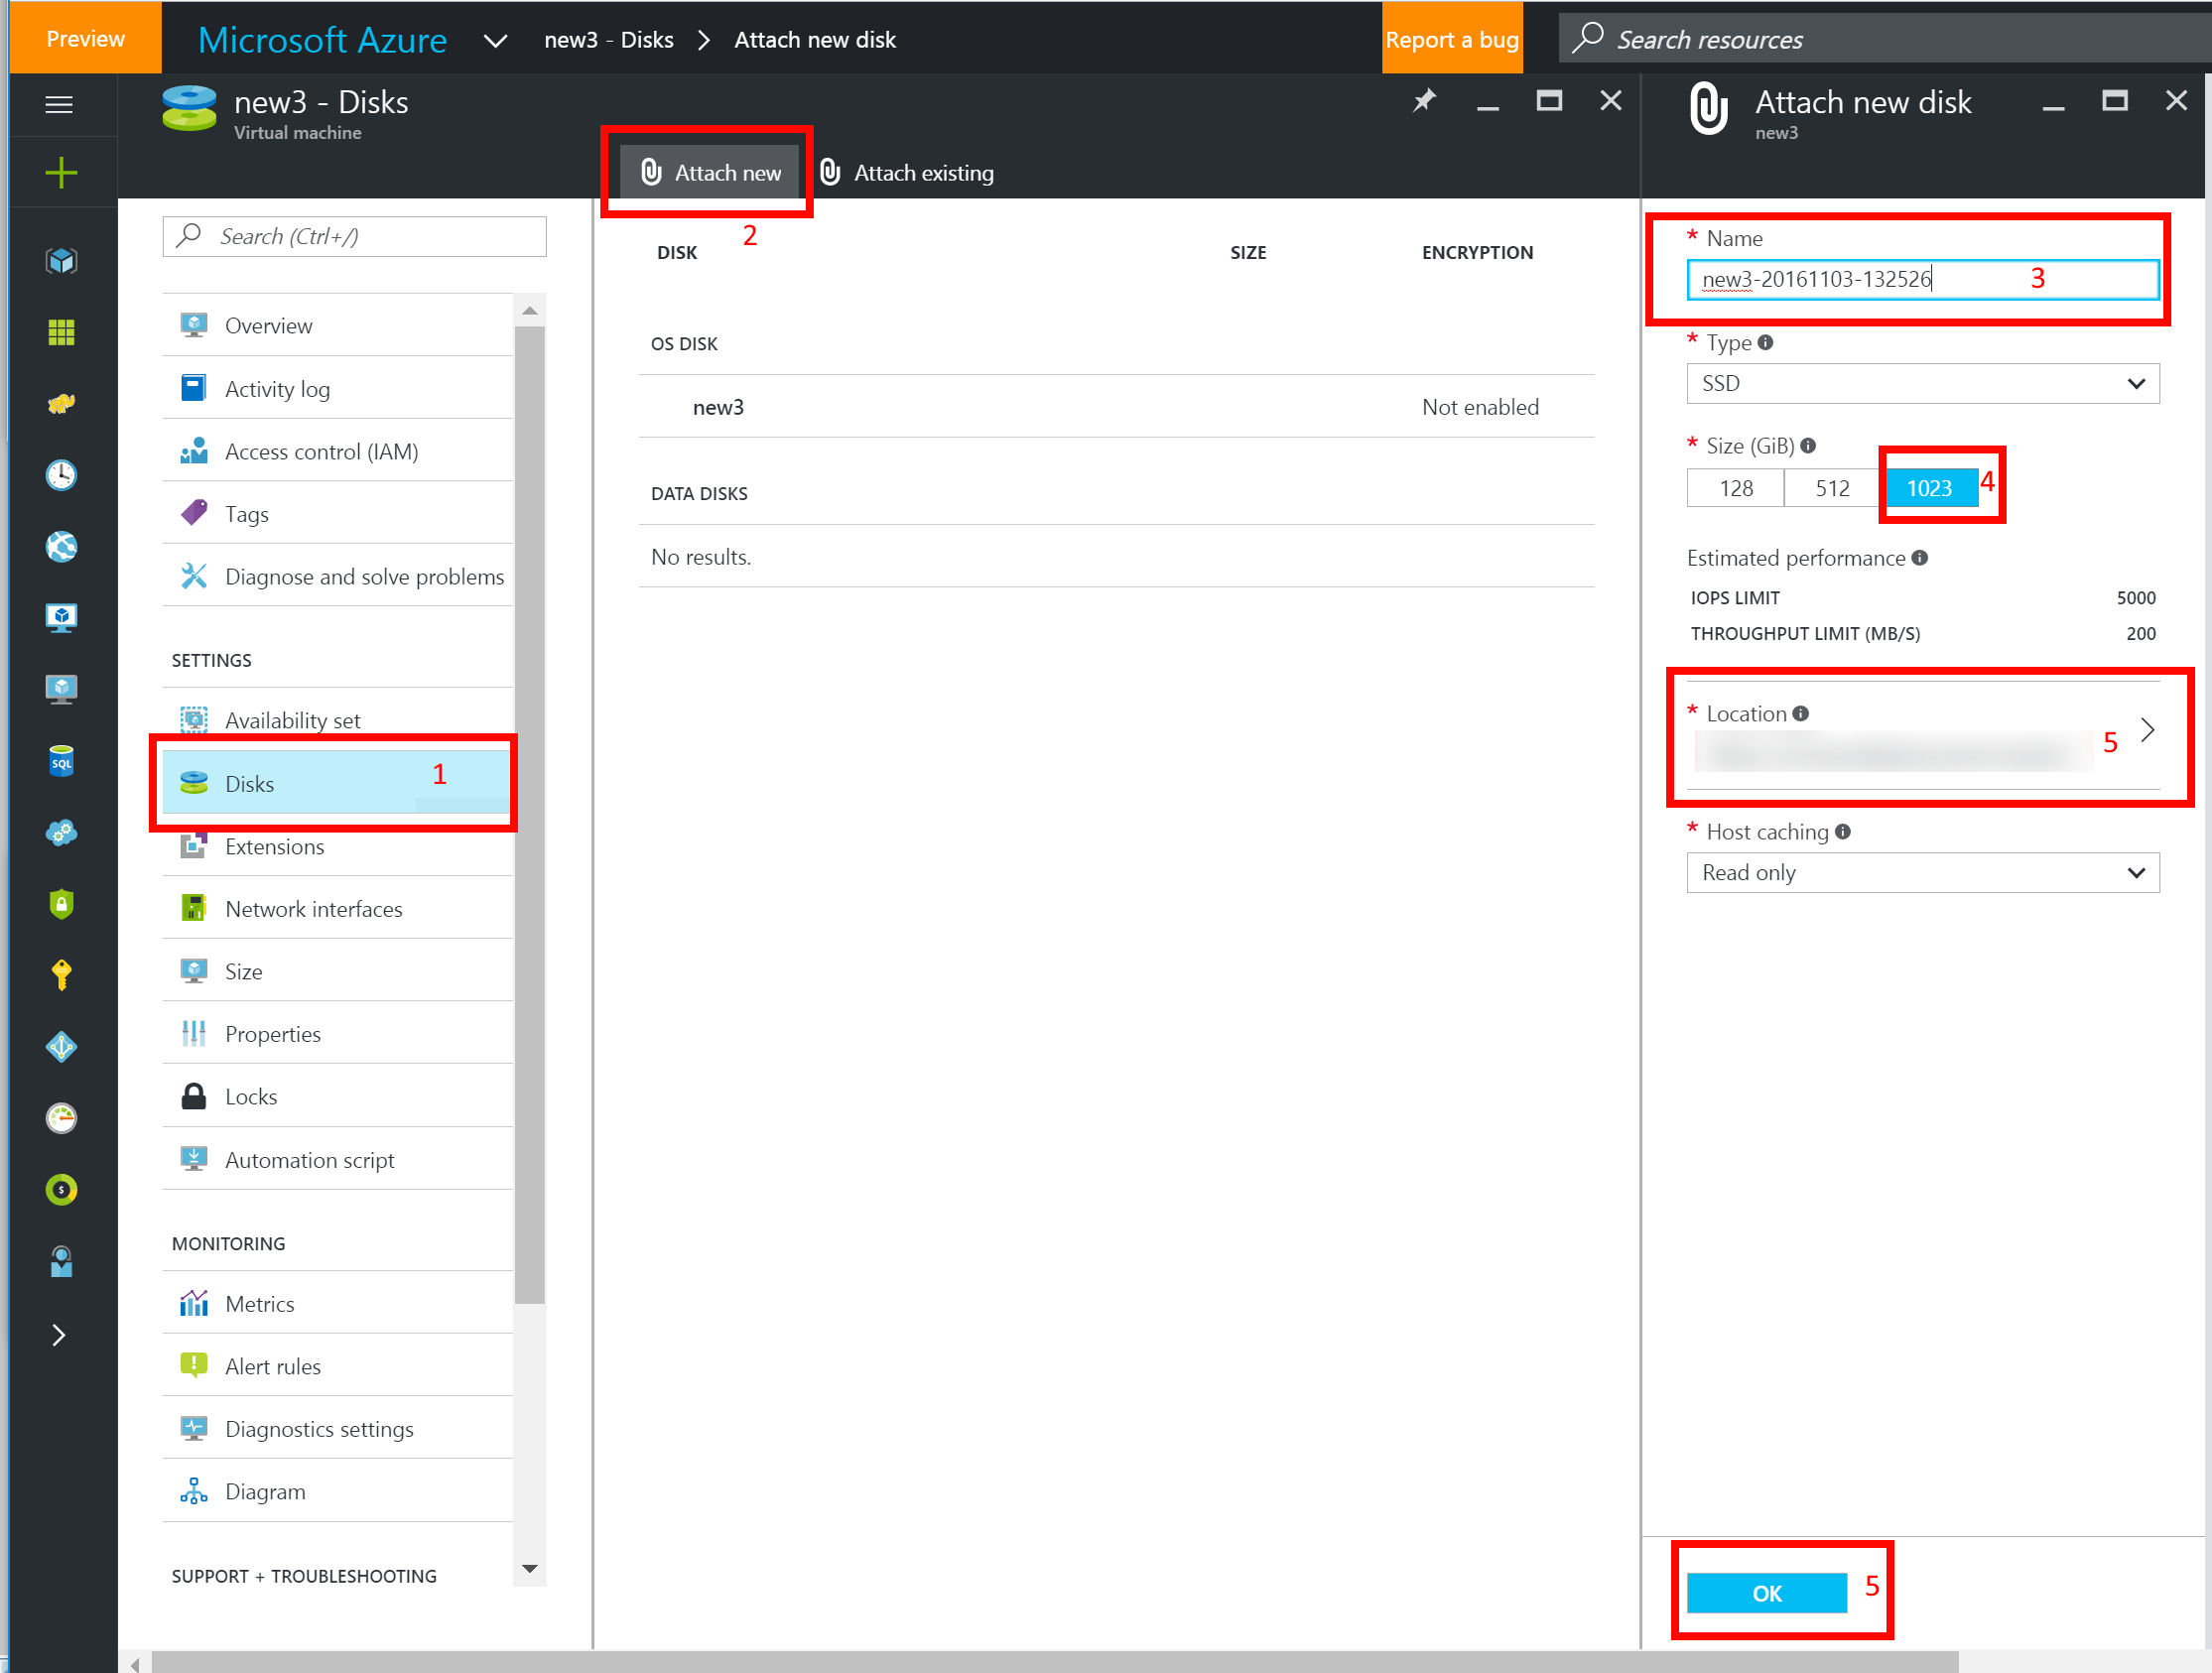 Preview
Microsoft Azure
new3 - Disks
Attach new disk
Report a bug
Search resources
new3 - Disks
Virtual machine
Attach new
Attach existing
2
Search (Ctrl+/)
Overview
Activity log
Access control (IAM)
Tags
Diagnose and solve problems
SETTINGS
Availability set
Disks
1
Extensions
Network interfaces
Size
Properties
Locks
Automation script
MONITORING
Metrics
Alert rules
Diagnostics settings
Diagram
SUPPORT + TROUBLESHOOTING
SQL
$
DISK SIZE ENCRYPTION
OS DISK
new3 Not enabled
DATA DISKS
No results.
Attach new disk
new3
* Name
new3-20161103-132526 3
* Type
SSD
* Size (GiB)
128 512 1023 4
Estimated performance
IOPS LIMIT 5000
THROUGHPUT LIMIT (MB/S) 200
* Location
5
* Host caching
Read only
OK 5